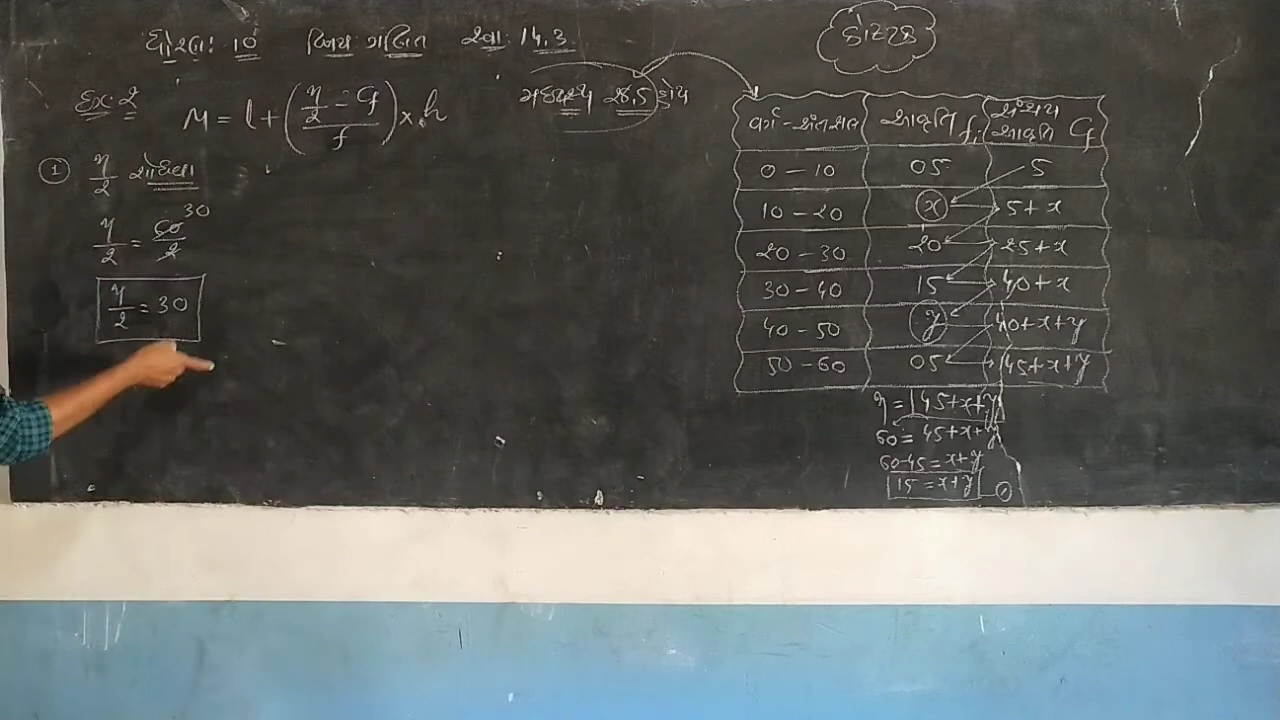 ધોરણ: 10 વિષય ગણિત સ્વા: 14.3
કોષ્ટક
Ex: 2 M = l + ( n/2 - cf / f ) x h
મધ્યસ્થ 28.5 હોય
① n/2 શોધવા
n/2 = 60/2 30
n/2 = 30
વર્ગ-અંતરાલ આવૃત્તિ fi સંચયી આવૃત્તિ cf
0 - 10 05 5
10 - 20 x 5 + x
20 - 30 20 25 + x
30 - 40 15 40 + x
40 - 50 y 40 + x + y
50 - 60 05 45 + x + y
n = 45 + x + y
60 = 45 + x + y
60-45 = x + y
15 = x + y